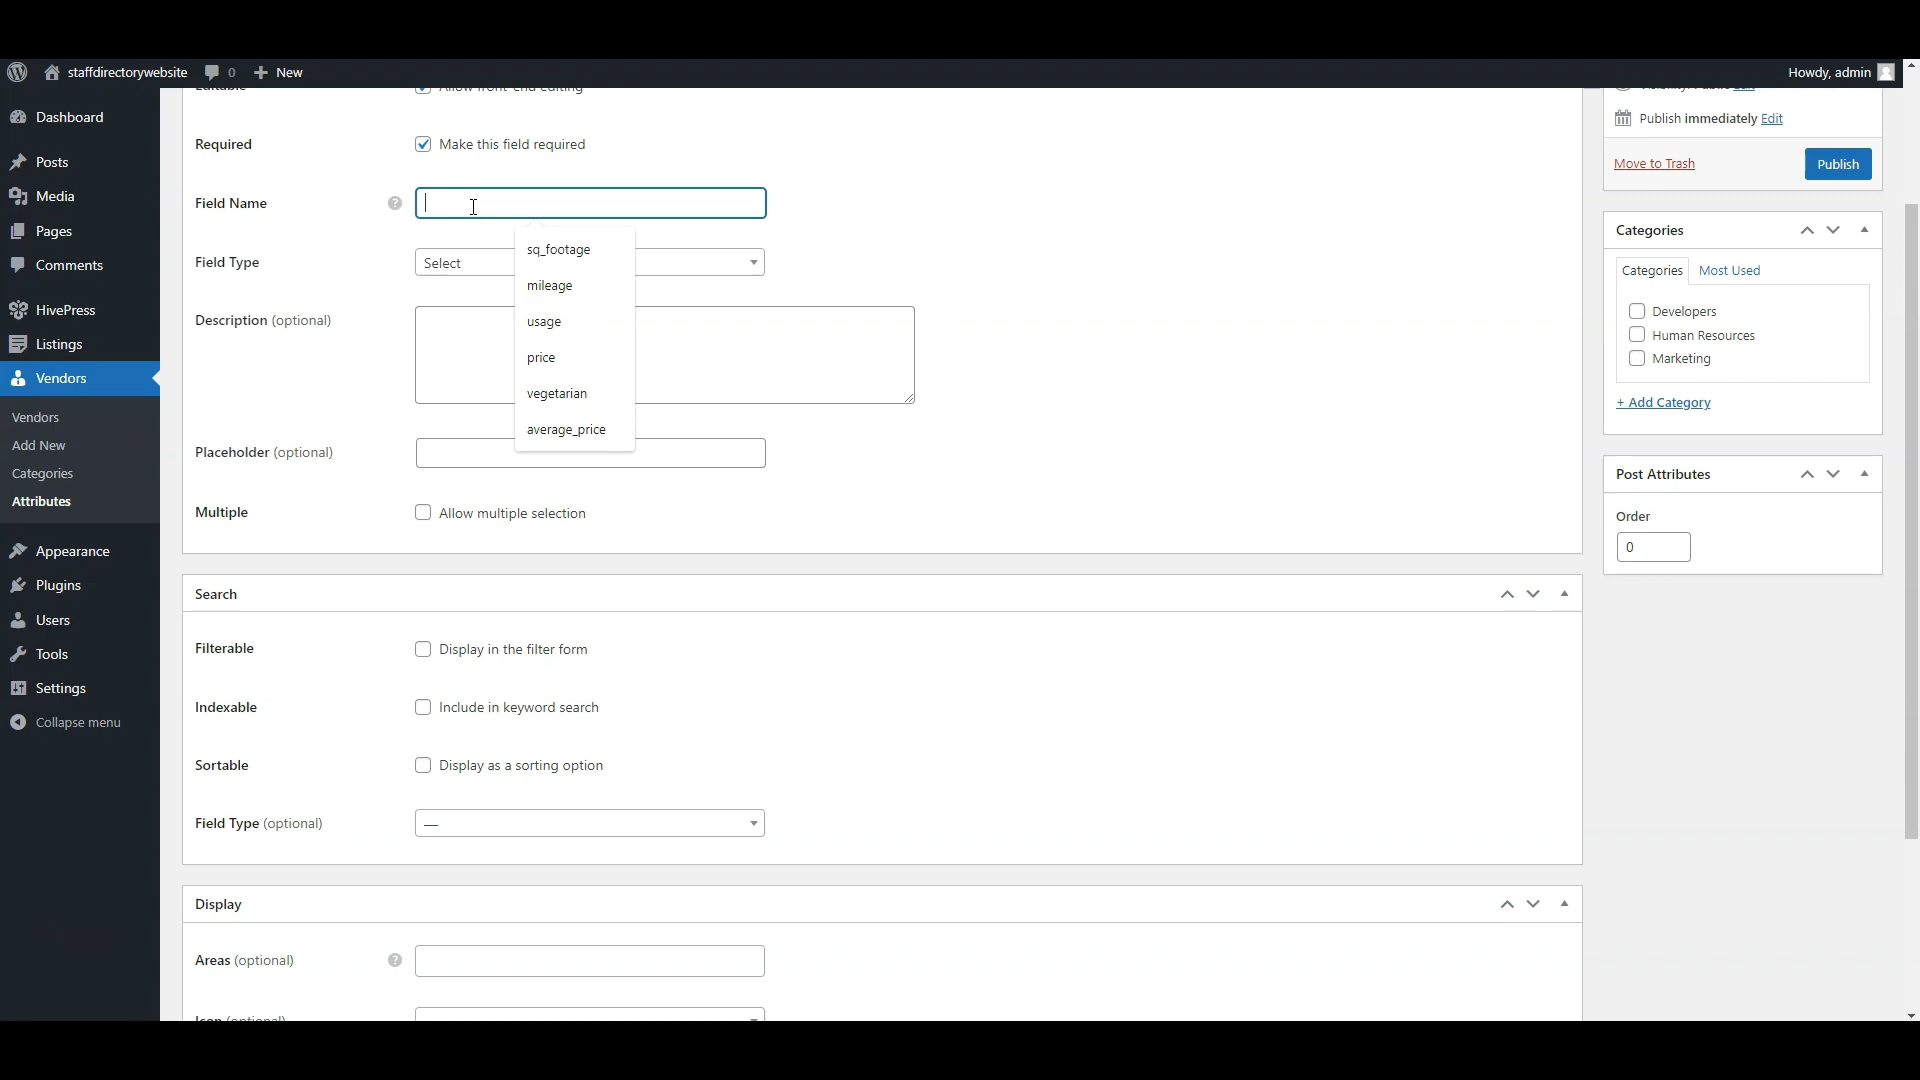 staffdirectorywebsite 0 New
Howdy, admin
Dashboard
Posts
Media
Pages
Comments
HivePress
Listings
Vendors
Vendors
Add New
Categories
Attributes
Appearance
Plugins
Users
Tools
Settings
Collapse menu
Editable Allow front-end editing
Required Make this field required
Field Name ?
sq_footage
mileage
usage
price
vegetarian
average_price
Field Type Select
Description (optional)
Placeholder (optional)
Multiple Allow multiple selection
Search
Filterable Display in the filter form
Indexable Include in keyword search
Sortable Display as a sorting option
Field Type (optional) —
Display
Areas (optional) ?
Icon (optional)
Visibility: Public Edit
Publish immediately Edit
Move to Trash Publish
Categories
Categories Most Used
Developers
Human Resources
Marketing
+ Add Category
Post Attributes
Order
0